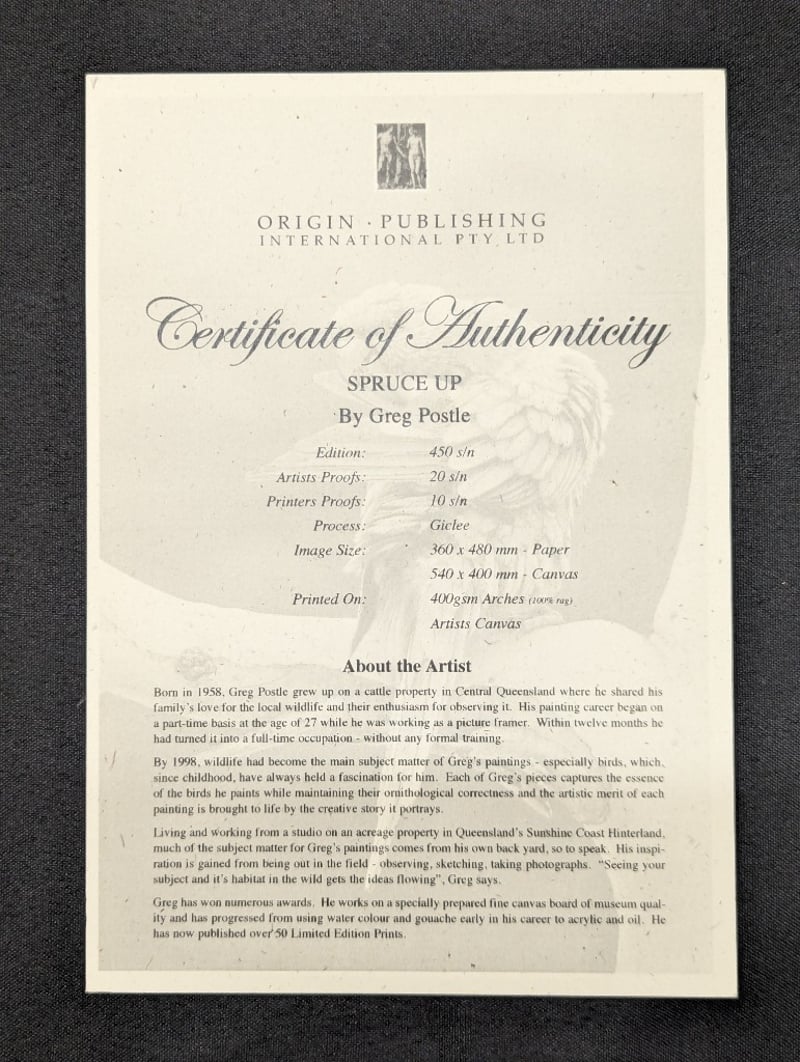 ORIGIN · PUBLISHING
INTERNATIONAL PTY LTD
Certificate of Authenticity
SPRUCE UP
By Greg Postle
Edition: 450 s/n
Artists Proofs: 20 s/n
Printers Proofs: 10 s/n
Process: Giclee
Image Size: 360 x 480 mm - Paper
540 x 400 mm - Canvas
Printed On: 400gsm Arches (100% rag)
Artists Canvas
About the Artist
Born in 1958, Greg Postle grew up on a cattle property in Central Queensland where he shared his
family's love for the local wildlife and their enthusiasm for observing it. His painting career began on
a part-time basis at the age of 27 while he was working as a picture framer. Within twelve months he
had turned it into a full-time occupation - without any formal training.
By 1998, wildlife had become the main subject matter of Greg's paintings - especially birds, which,
since childhood, have always held a fascination for him. Each of Greg's pieces captures the essence
of the birds he paints while maintaining their ornithological correctness and the artistic merit of each
painting is brought to life by the creative story it portrays.
Living and working from a studio on an acreage property in Queensland's Sunshine Coast Hinterland,
much of the subject matter for Greg's paintings comes from his own back yard, so to speak. His inspi-
ration is gained from being out in the field - observing, sketching, taking photographs. "Seeing your
subject and it's habitat in the wild gets the ideas flowing", Greg says.
Greg has won numerous awards. He works on a specially prepared fine canvas board of museum qual-
ity and has progressed from using water colour and gouache early in his career to acrylic and oil. He
has now published over 50 Limited Edition Prints.